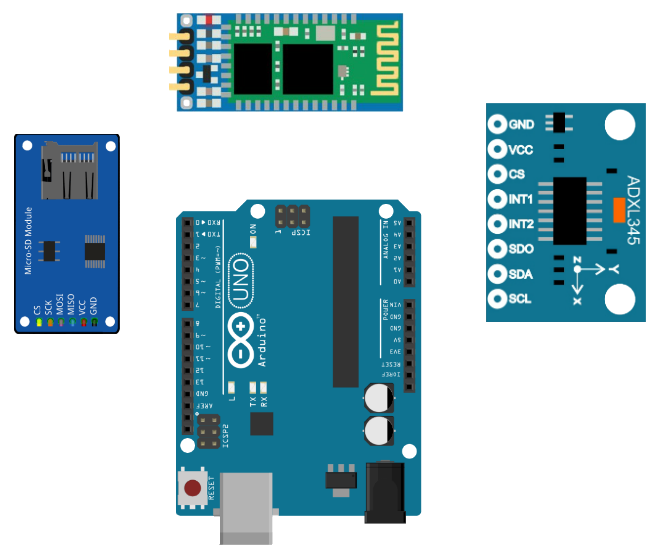 Micro-SD Module
CS
SCK
MOSI
MISO
VCC
GND
GND
VCC
CS
INT1
INT2
SDO
SDA
SCL
ADXL345
Z
Y
X
RX0◄0
TX0►1
2
3~
4
5~
6~
7
8
9~
10~
11~
12
13
GND
AREF
DIGITAL (PWM~)
UNO
Arduino™
ON
1
ICSP
ANALOG IN
A5
A4
A3
A2
A1
A0
POWER
VIN
GND
GND
5V
3V3
RESET
IOREF
L
TX
RX
ICSP2
RESET